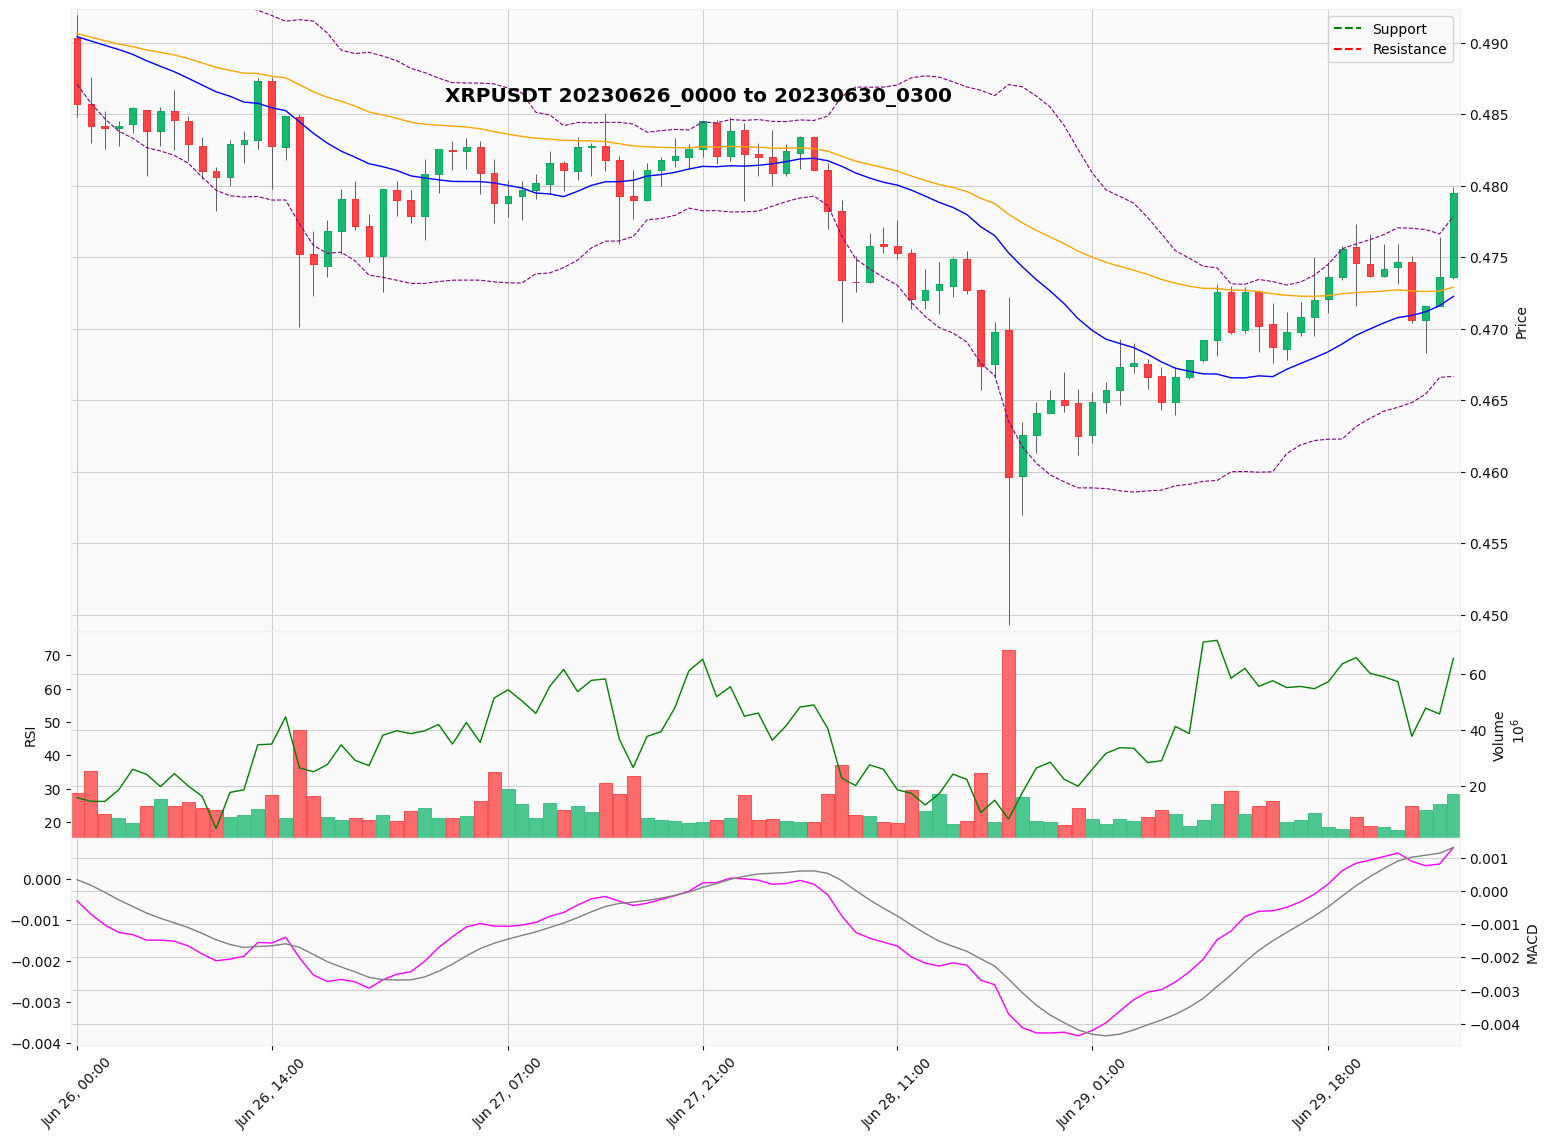 Support
Resistance
XRPUSDT 20230626_0000 to 20230630_0300
0.490
0.485
0.480
0.475
0.470
0.465
0.460
0.455
0.450
Price
70
60
50
40
30
20
RSI
60
40
20
Volume
10^6
0.000
−0.001
−0.002
−0.003
−0.004
0.001
0.000
−0.001
−0.002
−0.003
−0.004
MACD
Jun 26, 00:00
Jun 26, 14:00
Jun 27, 07:00
Jun 27, 21:00
Jun 28, 11:00
Jun 29, 01:00
Jun 29, 18:00